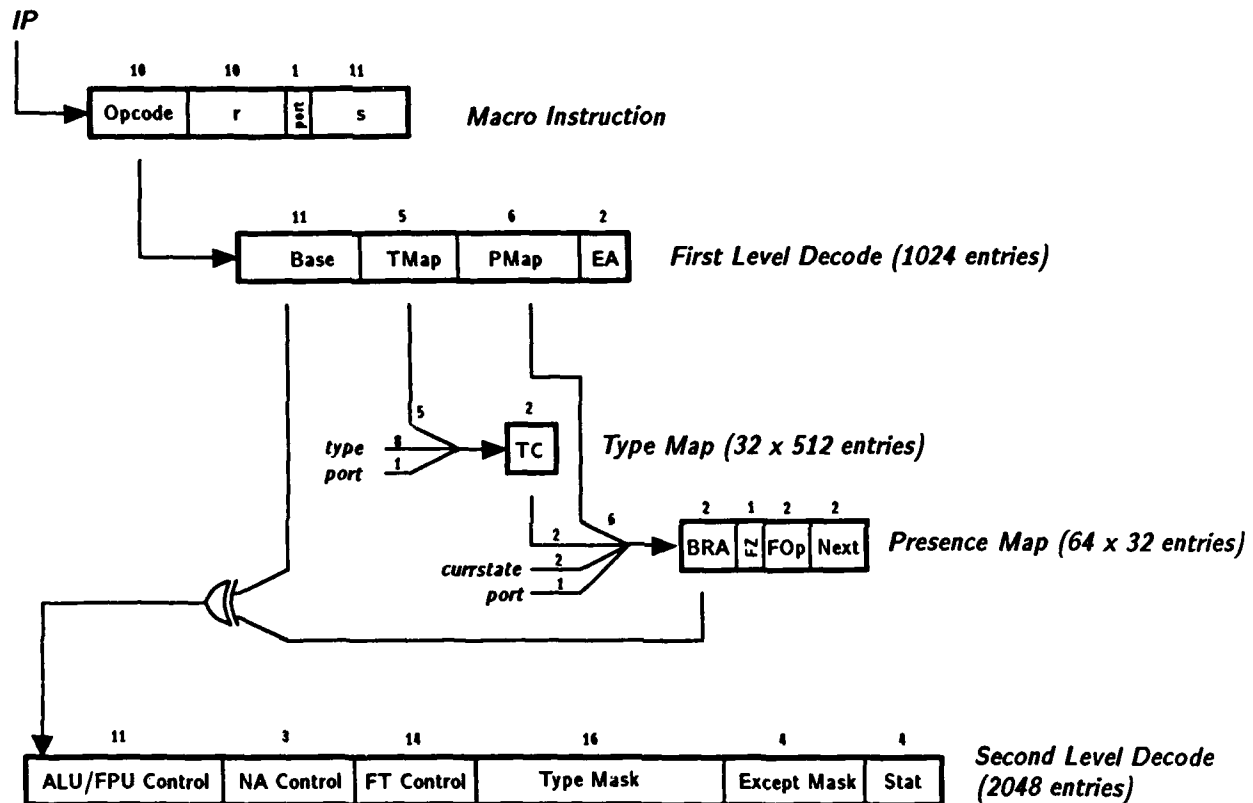 IP
10 10 1 11
Opcode r port s Macro Instruction
11 5 6 2
Base TMap PMap EA First Level Decode (1024 entries)
5 2
type 8 TC Type Map (32 x 512 entries)
port 1
6 2 1 2 2
2 BRA FZ FOp Next Presence Map (64 x 32 entries)
currstate 2
port 1
11 3 14 16 4 4
ALU/FPU Control NA Control FT Control Type Mask Except Mask Stat Second Level Decode
(2048 entries)